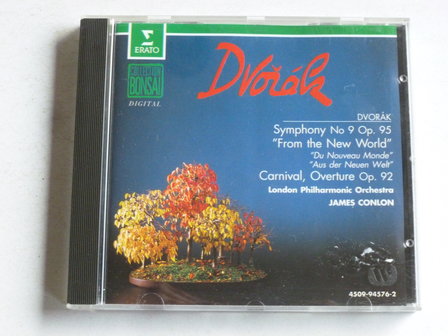 ERATO
COLLECTION
BONSAI
DIGITAL
Dvořák
DVOŘÁK
Symphony No 9 Op. 95
"From the New World"
"Du Nouveau Monde"
"Aus der Neuen Welt"
Carnival, Overture Op. 92
London Philharmonic Orchestra
JAMES CONLON
4509-94576-2